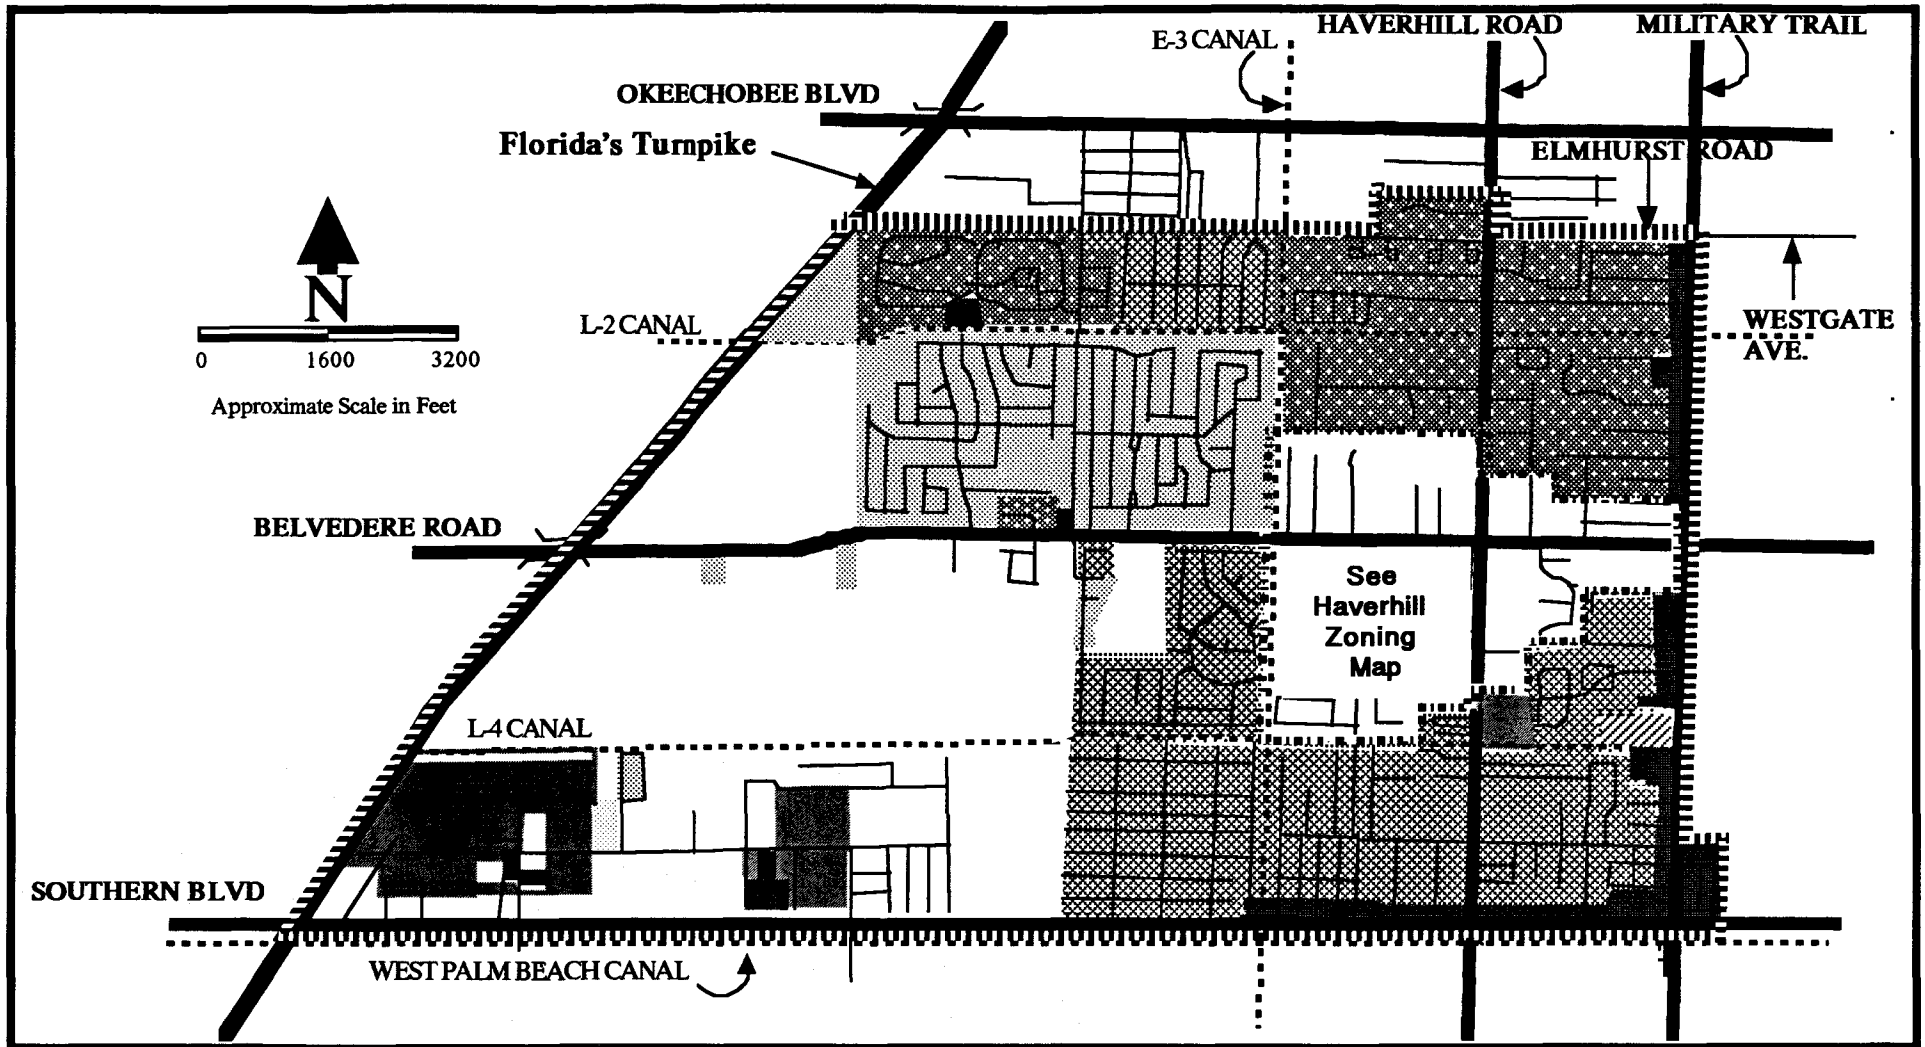 HAVERHILL ROAD
MILITARY TRAIL
E-3 CANAL
OKEECHOBEE BLVD
Florida's Turnpike
ELMHURST ROAD
N
L-2 CANAL
WESTGATE
AVE.
0 1600 3200
Approximate Scale in Feet
BELVEDERE ROAD
See
Haverhill
Zoning
Map
L-4 CANAL
SOUTHERN BLVD
WEST PALM BEACH CANAL